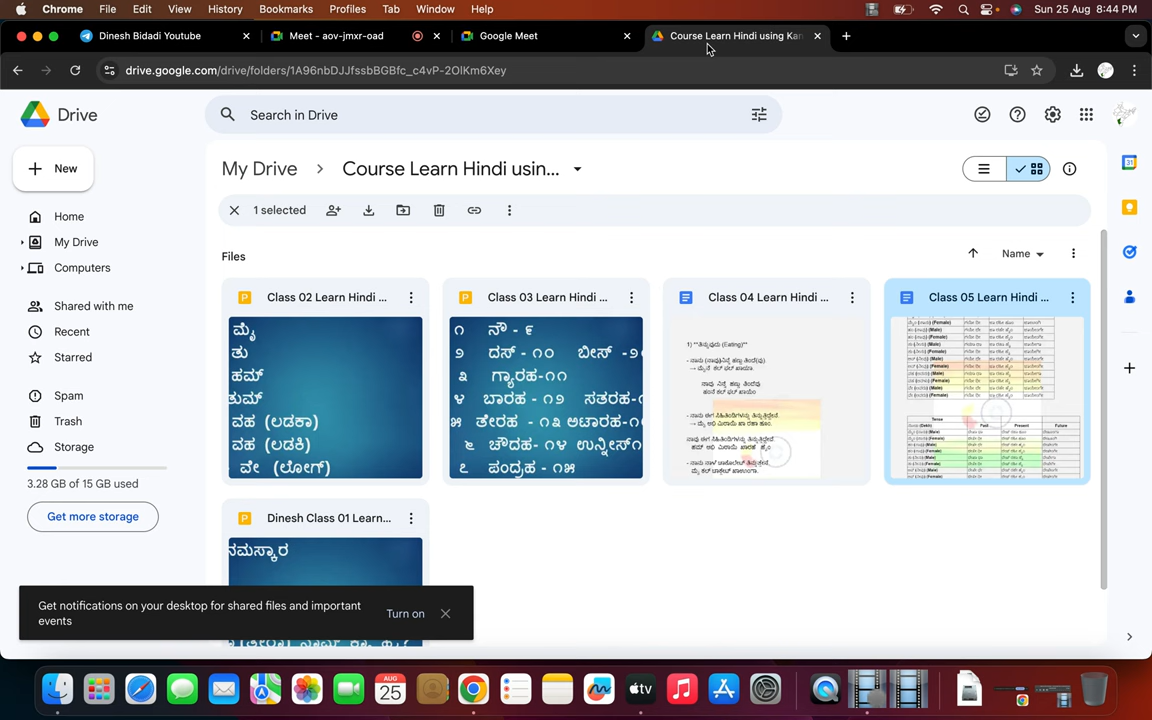 Chrome File Edit View History Bookmarks Profiles Tab Window Help Sun 25 Aug 8:44 PM
Dinesh Bidadi Youtube Meet - aov-jmxr-oad Google Meet Course Learn Hindi using Kan
drive.google.com/drive/folders/1A96nbDJJfssbBGBfc_c4vP-2OlKm6Xey
Drive
Search in Drive
New
My Drive Course Learn Hindi usin...
1 selected
Home
My Drive
Computers
Shared with me
Recent
Starred
Spam
Trash
Storage
3.28 GB of 15 GB used
Get more storage
Files
Name
Class 02 Learn Hindi ...
ಮೈ
ತು
ಹಮ್
ತುಮ್
ವಹ (ಲಡಕಾ)
ವಹ (ಲಡಕಿ)
ವೇ (ಲೋಗ್)
Class 03 Learn Hindi ...
೧ ನೌ - ೯
೨ ದಸ್ - ೧೦ ಬೀಸ್ -೨
೩ ಗ್ಯಾರಹ-೧೧
೪ ಬಾರಹ - ೧೨ ಸತರಹ-
೫ ತೇರಹ - ೧೩ ಅಟಾರಹ-
೬ ಚೌದಹ- ೧೪ ಉನ್ನೀಸ್೧
೭ ಪಂದ್ರಹ - ೧೫
Class 04 Learn Hindi ...
1) **ತಿನ್ನುವುದು (Eating)**
Class 05 Learn Hindi ...
Dinesh Class 01 Learn...
ನಮಸ್ಕಾರ
Get notifications on your desktop for shared files and important
events
Turn on
AUG
25
tv